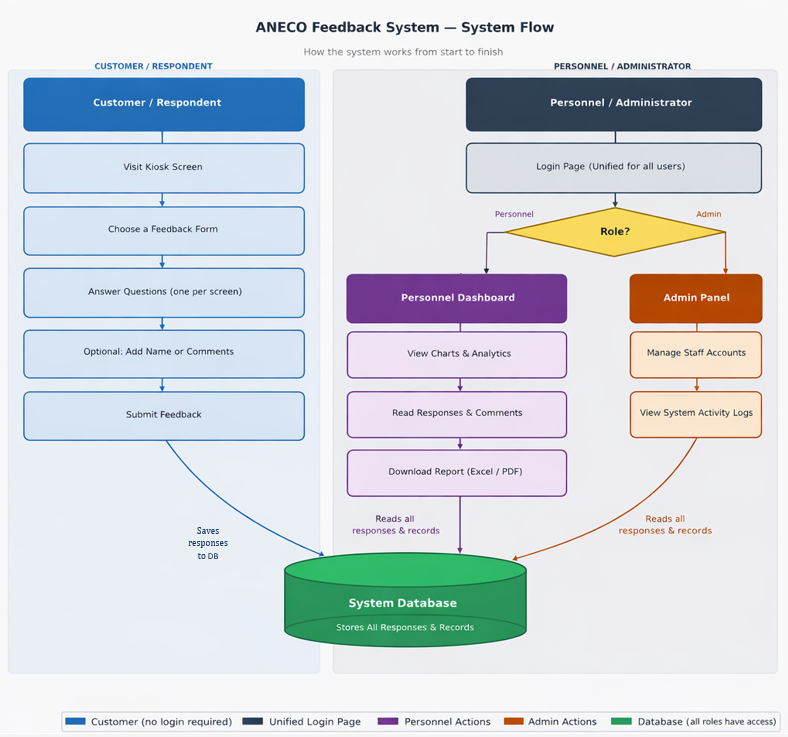 ANECO Feedback System — System Flow
How the system works from start to finish
CUSTOMER / RESPONDENT
Customer / Respondent
Visit Kiosk Screen
Choose a Feedback Form
Answer Questions (one per screen)
Optional: Add Name or Comments
Submit Feedback
Saves
responses
to DB
PERSONNEL / ADMINISTRATOR
Personnel / Administrator
Login Page (Unified for all users)
Role?
Personnel
Admin
Personnel Dashboard
View Charts & Analytics
Read Responses & Comments
Download Report (Excel / PDF)
Reads all
responses & records
Admin Panel
Manage Staff Accounts
View System Activity Logs
Reads all
responses & records
System Database
Stores All Responses & Records
Customer (no login required)
Unified Login Page
Personnel Actions
Admin Actions
Database (all roles have access)